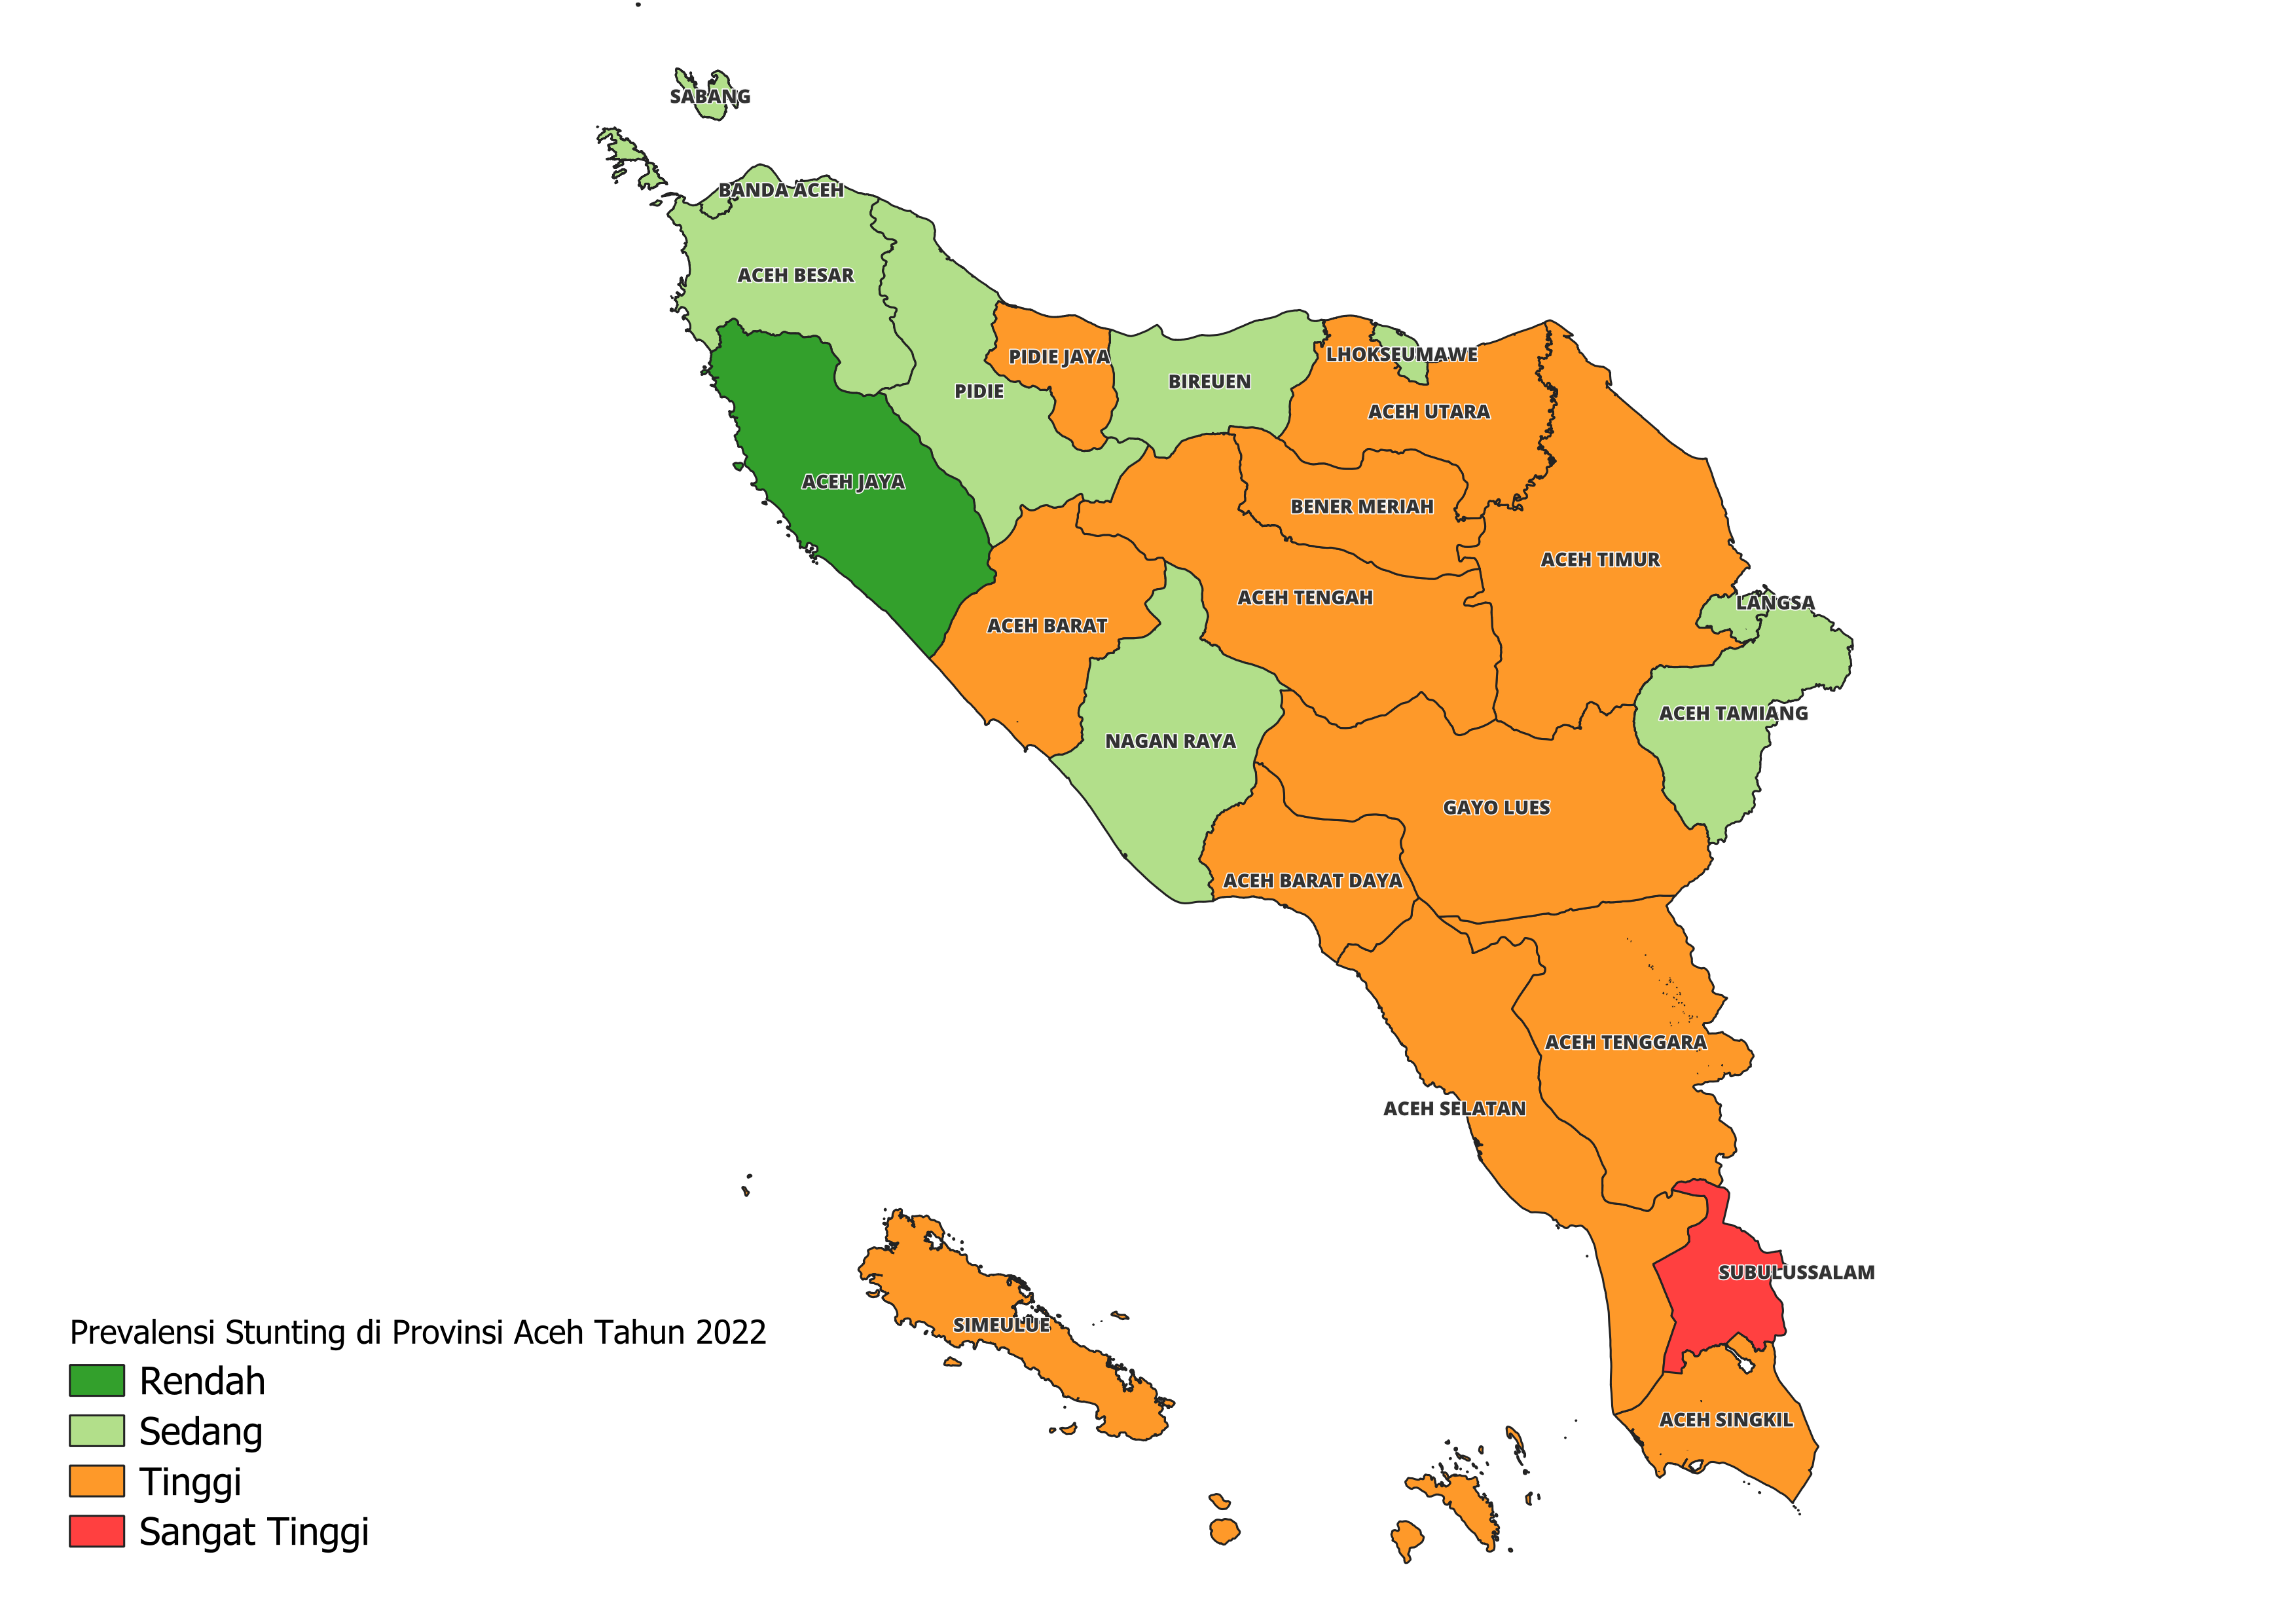 SABANG
BANDA ACEH
ACEH BESAR
PIDIE JAYA
LHOKSEUMAWE
BIREUEN
PIDIE
ACEH UTARA
ACEH JAYA
BENER MERIAH
ACEH TIMUR
ACEH TENGAH
LANGSA
ACEH BARAT
ACEH TAMIANG
NAGAN RAYA
GAYO LUES
ACEH BARAT DAYA
ACEH TENGGARA
ACEH SELATAN
SUBULUSSALAM
SIMEULUE
ACEH SINGKIL
Prevalensi Stunting di Provinsi Aceh Tahun 2022
Rendah
Sedang
Tinggi
Sangat Tinggi